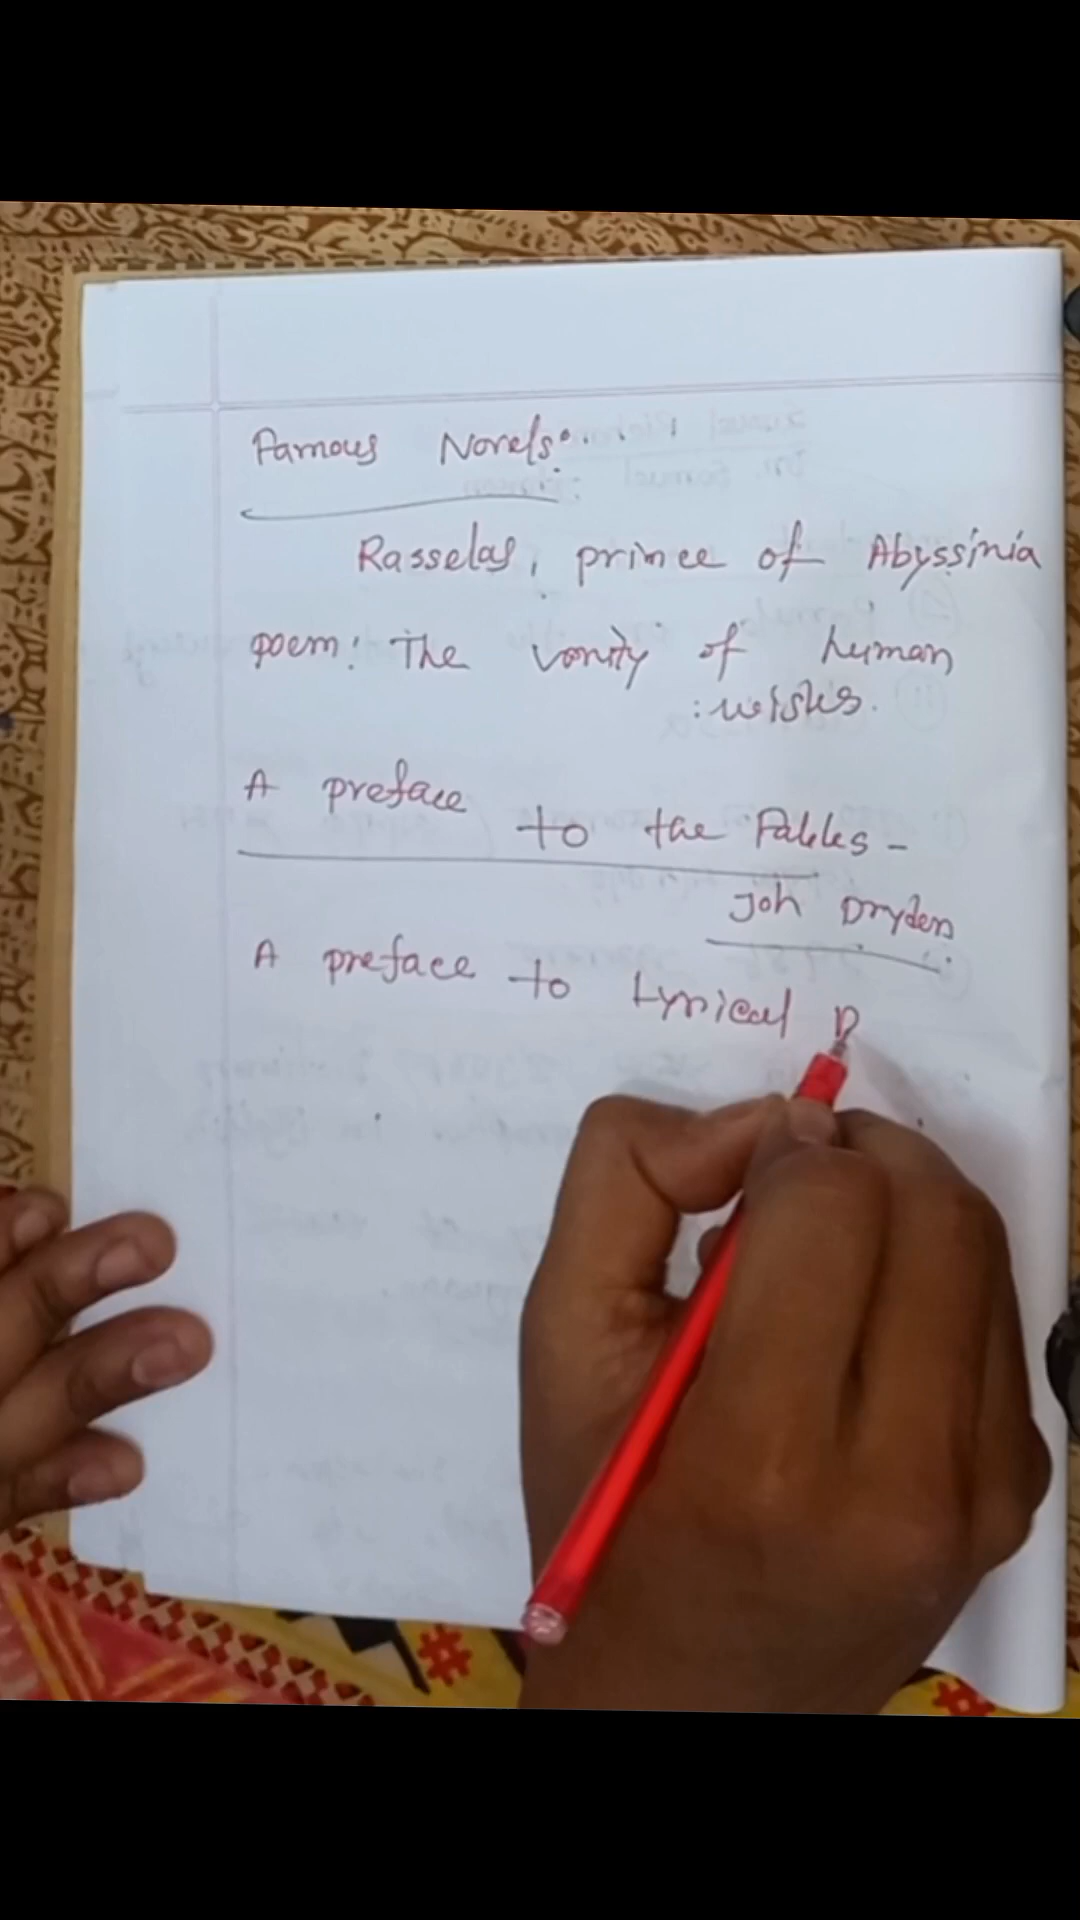 Famous Novels:
Rasselas, prince of Abyssinia
poem: The vanity of human
wishes.
A preface to the Fables -
Joh Dryden
A preface to Lyrical B